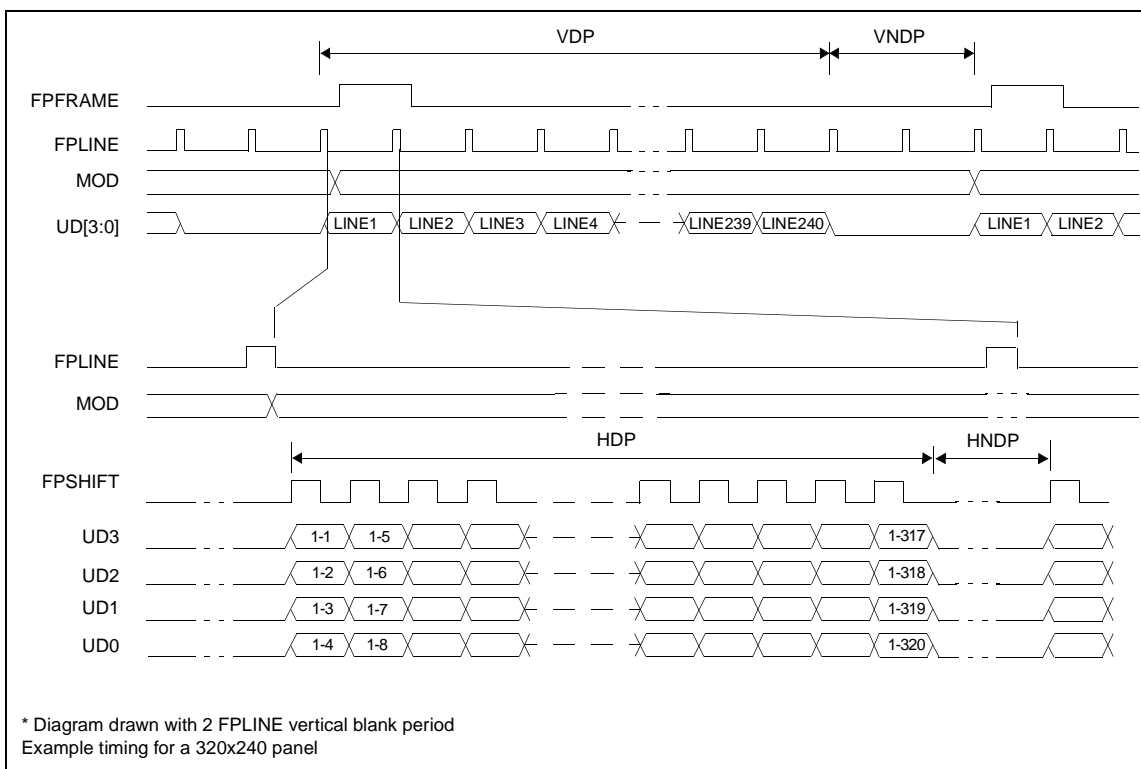 VDP VNDP
FPFRAME
FPLINE
MOD
UD[3:0] LINE1 LINE2 LINE3 LINE4 LINE239 LINE240 LINE1 LINE2
FPLINE
MOD
HDP HNDP
FPSHIFT
UD3 1-1 1-5 1-317
UD2 1-2 1-6 1-318
UD1 1-3 1-7 1-319
UD0 1-4 1-8 1-320
* Diagram drawn with 2 FPLINE vertical blank period
Example timing for a 320x240 panel